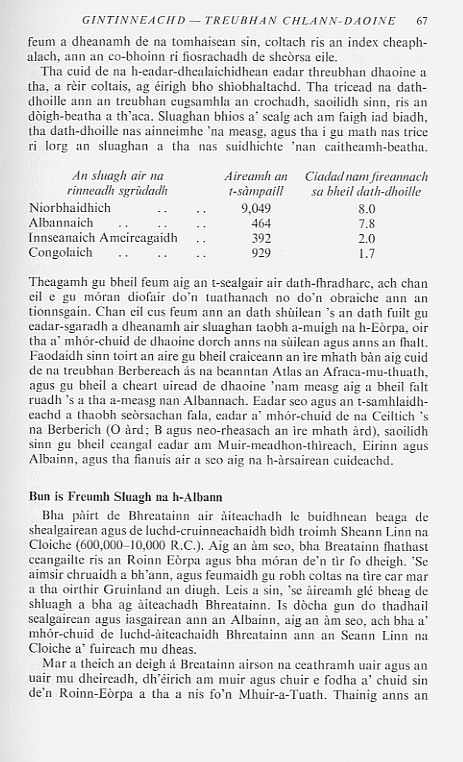 GINTINNEACHD — TREUBHAN CHLANN-DAOINE 67
feum a dheanamh de na tomhaisean sin, coltach ris an index cheaph-
alach, ann an co-bhoinn ri fiosrachadh de sheòrsa eile.
Tha cuid de na h-eadar-dhealaichidhean eadar threubhan dhaoine a
tha, a rèir coltais, ag éirigh bho shìobhaltachd. Tha tricead na dath-
dhoille ann an treubhan eugsamhla an crochadh, saoilidh sinn, ris an
dòigh-beatha a th'aca. Sluaghan bhios a' sealg ach am faigh iad biadh,
tha dath-dhoille nas ainneimhe 'na measg, agus tha i gu math nas trice
ri lorg an sluaghan a tha nas suidhichte 'nan caitheamh-beatha.
An sluagh air na Aireamh an Ciadad nam fireannach
rinneadh sgrùdadh t-sàmpaill sa bheil dath-dhoille
Niorbhaidhich .. .. 9,049 8.0
Albannaich .. .. .. 464 7.8
Innseanaich Ameireagaidh .. 392 2.0
Congolaich .. .. .. 929 1.7
Theagamh gu bheil feum aig an t-sealgair air dath-fhradharc, ach chan
eil e gu móran diofair do'n tuathanach no do'n obraiche ann an
tionnsgain. Chan eil cus feum ann an dath shùilean 's an dath fuilt gu
eadar-sgaradh a dheanamh air sluaghan taobh a-muigh na h-Eòrpa, oir
tha a' mhór-chuid de dhaoine dorch anns na sùilean agus anns an fhalt.
Faodaidh sinn toirt an aire gu bheil craiceann an ìre mhath bàn aig cuid
de na treubhan Berbereach ás na beanntan Atlas an Afraca-mu-thuath,
agus gu bheil a cheart uiread de dhaoine 'nam measg aig a bheil falt
ruadh 's a tha a-measg nan Albannach. Eadar seo agus an t-samhlaidh-
eachd a thaobh seòrsachan fala, eadar a' mhór-chuid de na Ceiltich 's
na Berberich (O àrd; B agus neo-rheasach an ìre mhath àrd), saoilidh
sinn gu bheil ceangal eadar am Muir-meadhon-thìreach, Eirinn agus
Albainn, agus tha fianuis air a seo aig na h-àrsairean cuideachd.
Bun is Freumh Sluagh na h-Albann
Bha pàirt de Bhreatainn air àiteachadh le buidhnean beaga de
shealgairean agus de luchd-cruinneachaidh bìdh troimh Sheann Linn na
Cloiche (600,000–10,000 R.C.). Aig an àm seo, bha Breatainn fhathast
ceangailte ris an Roinn Eòrpa agus bha móran de'n tìr fo dheigh. 'Se
aimsir chruaidh a bh'ann, agus feumaidh gu robh coltas na tìre car mar
a tha oirthir Gruinland an diugh. Leis a sin, 'se àireamh glé bheag de
shluagh a bha ag àiteachadh Bhreatainn. Is dòcha gun do thadhail
sealgairean agus iasgairean ann an Albainn, aig an àm seo, ach bha a'
mhór-chuid de luchd-àiteachaidh Bhreatainn ann an Seann Linn na
Cloiche a' fuireach mu dheas.
Mar a theich an deigh á Breatainn airson na ceathramh uair agus an
uair mu dheireadh, dh'éirich am muir agus chuir e fodha a' chuid sin
de'n Roinn-Eòrpa a tha a nis fo'n Mhuir-a-Tuath. Thainig anns an